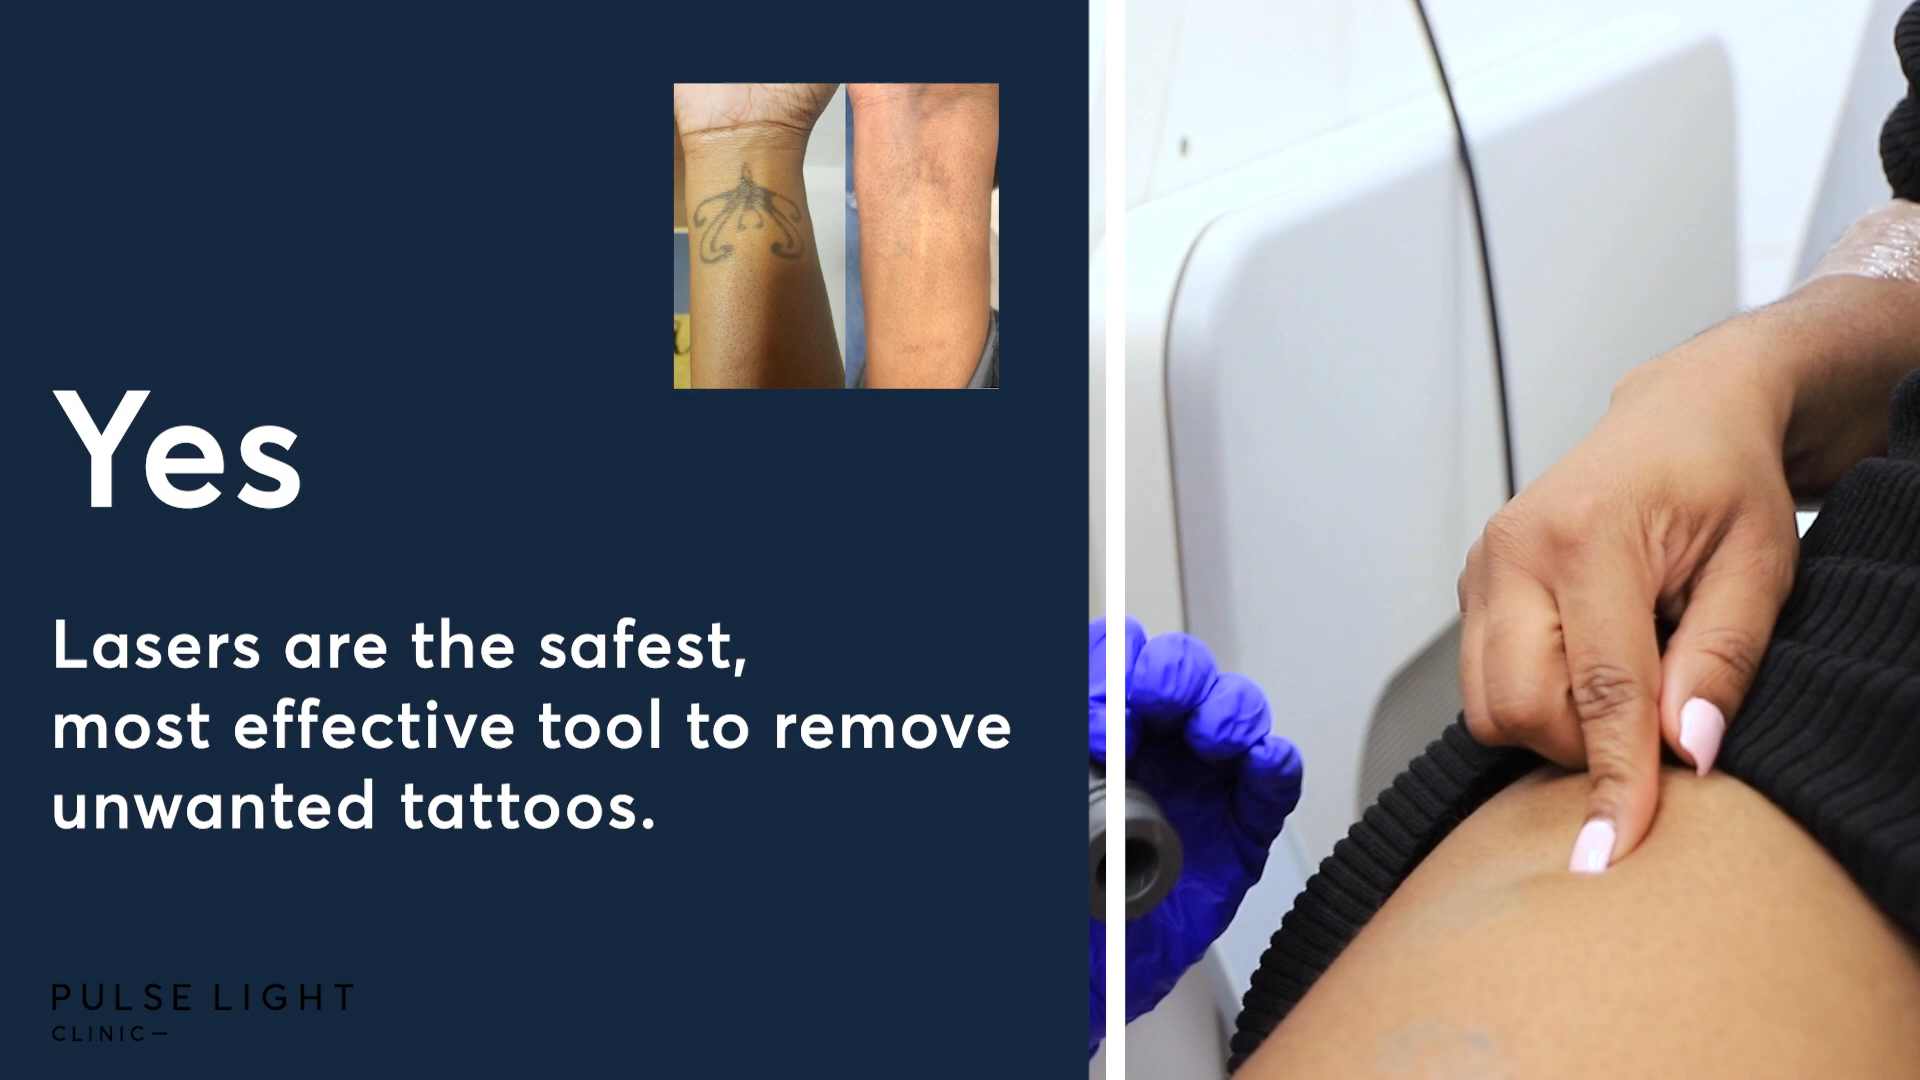 Yes
Lasers are the safest,
most effective tool to remove
unwanted tattoos.
PULSE LIGHT
CLINIC—